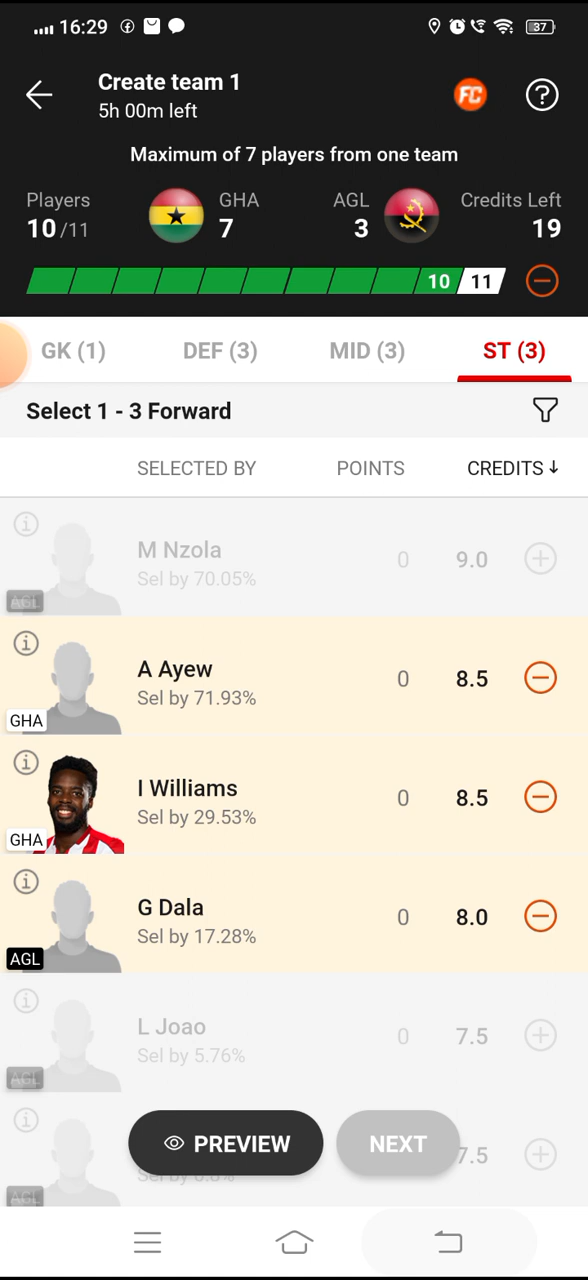 16:29
37
Create team 1
5h 00m left
FC
Maximum of 7 players from one team
Players
10/11
GHA
7
AGL
3
Credits Left
19
10
11
GK (1)
DEF (3)
MID (3)
ST (3)
Select 1 - 3 Forward
SELECTED BY
POINTS
CREDITS↓
M Nzola
Sel by 70.05%
0
9.0
AGL
A Ayew
Sel by 71.93%
0
8.5
GHA
I Williams
Sel by 29.53%
0
8.5
GHA
G Dala
Sel by 17.28%
0
8.0
AGL
L Joao
Sel by 5.76%
0
7.5
AGL
PREVIEW
NEXT
7.5
Sel by
AGL